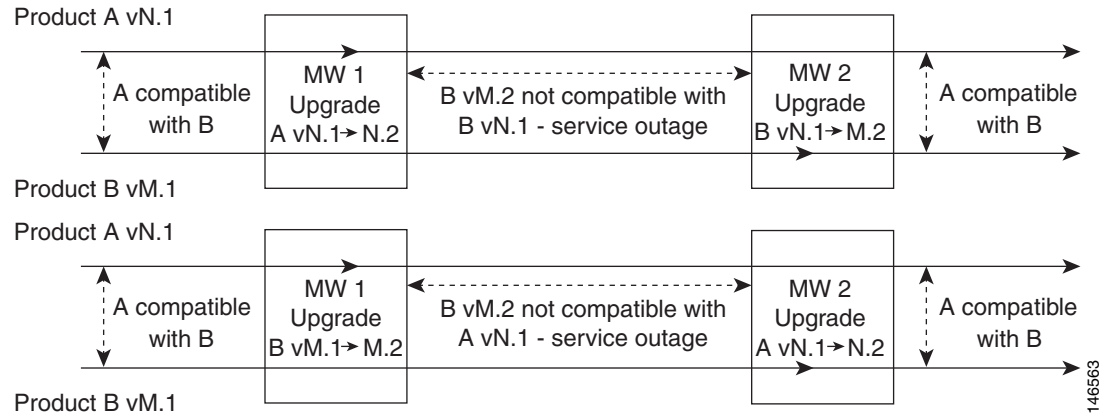 Product A vN.1
A compatible
with B
MW 1
Upgrade
A vN.1→ N.2
B vM.2 not compatible with
B vN.1 - service outage
MW 2
Upgrade
B vN.1→ M.2
A compatible
with B
Product B vM.1
Product A vN.1
A compatible
with B
MW 1
Upgrade
B vM.1→ M.2
B vM.2 not compatible with
A vN.1 - service outage
MW 2
Upgrade
A vN.1→ N.2
A compatible
with B
Product B vM.1
146563